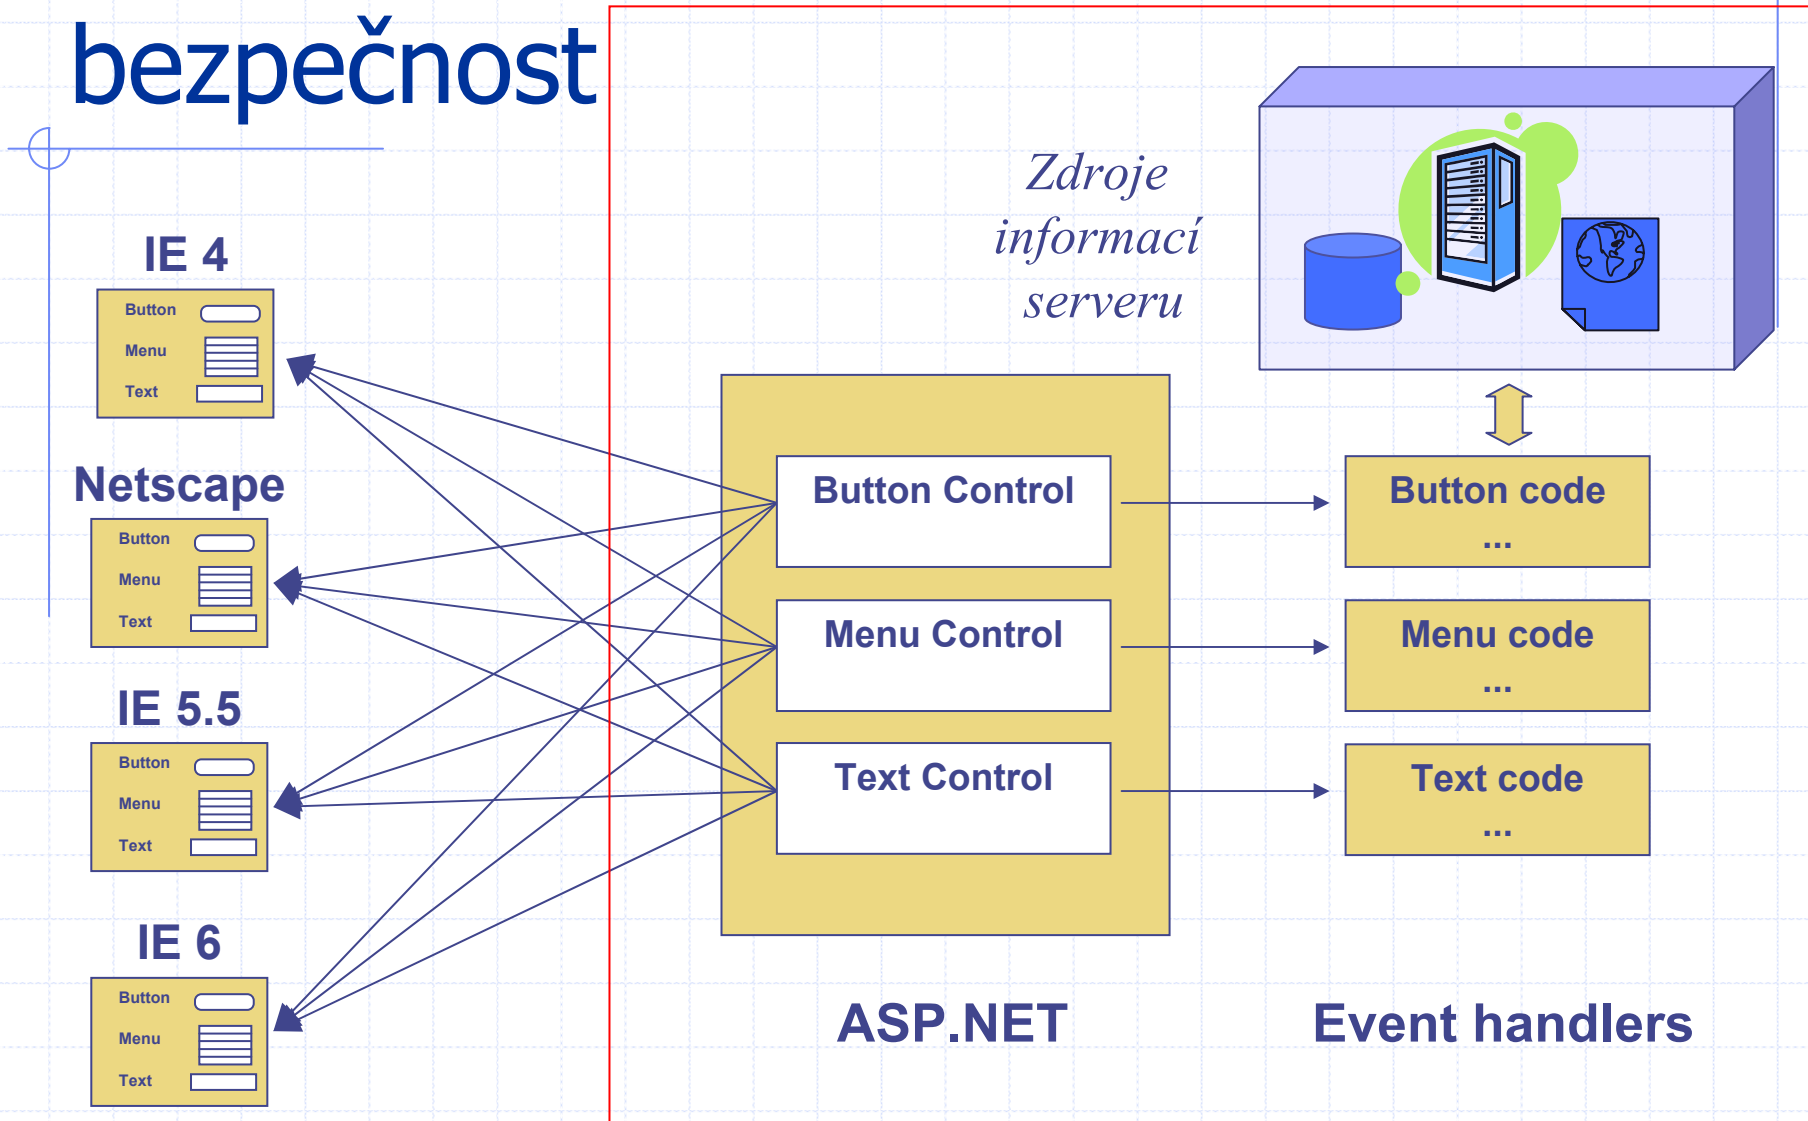 bezpečnost
Zdroje
informací
serveru
IE 4
Button
Menu
Text
Netscape
Button
Menu
Text
IE 5.5
Button
Menu
Text
IE 6
Button
Menu
Text
Button Control
Menu Control
Text Control
ASP.NET
Button code
...
Menu code
...
Text code
...
Event handlers